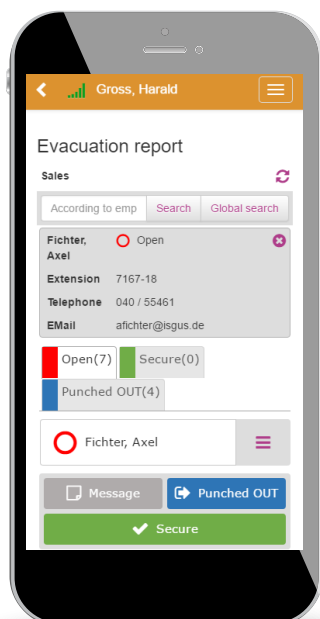 Gross, Harald
Evacuation report
Sales
According to emp Search Global search
Fichter, Axel Open
Extension 7167-18
Telephone 040 / 55461
EMail afichter@isgus.de
Open(7) Secure(0)
Punched OUT(4)
Fichter, Axel
Message Punched OUT
Secure